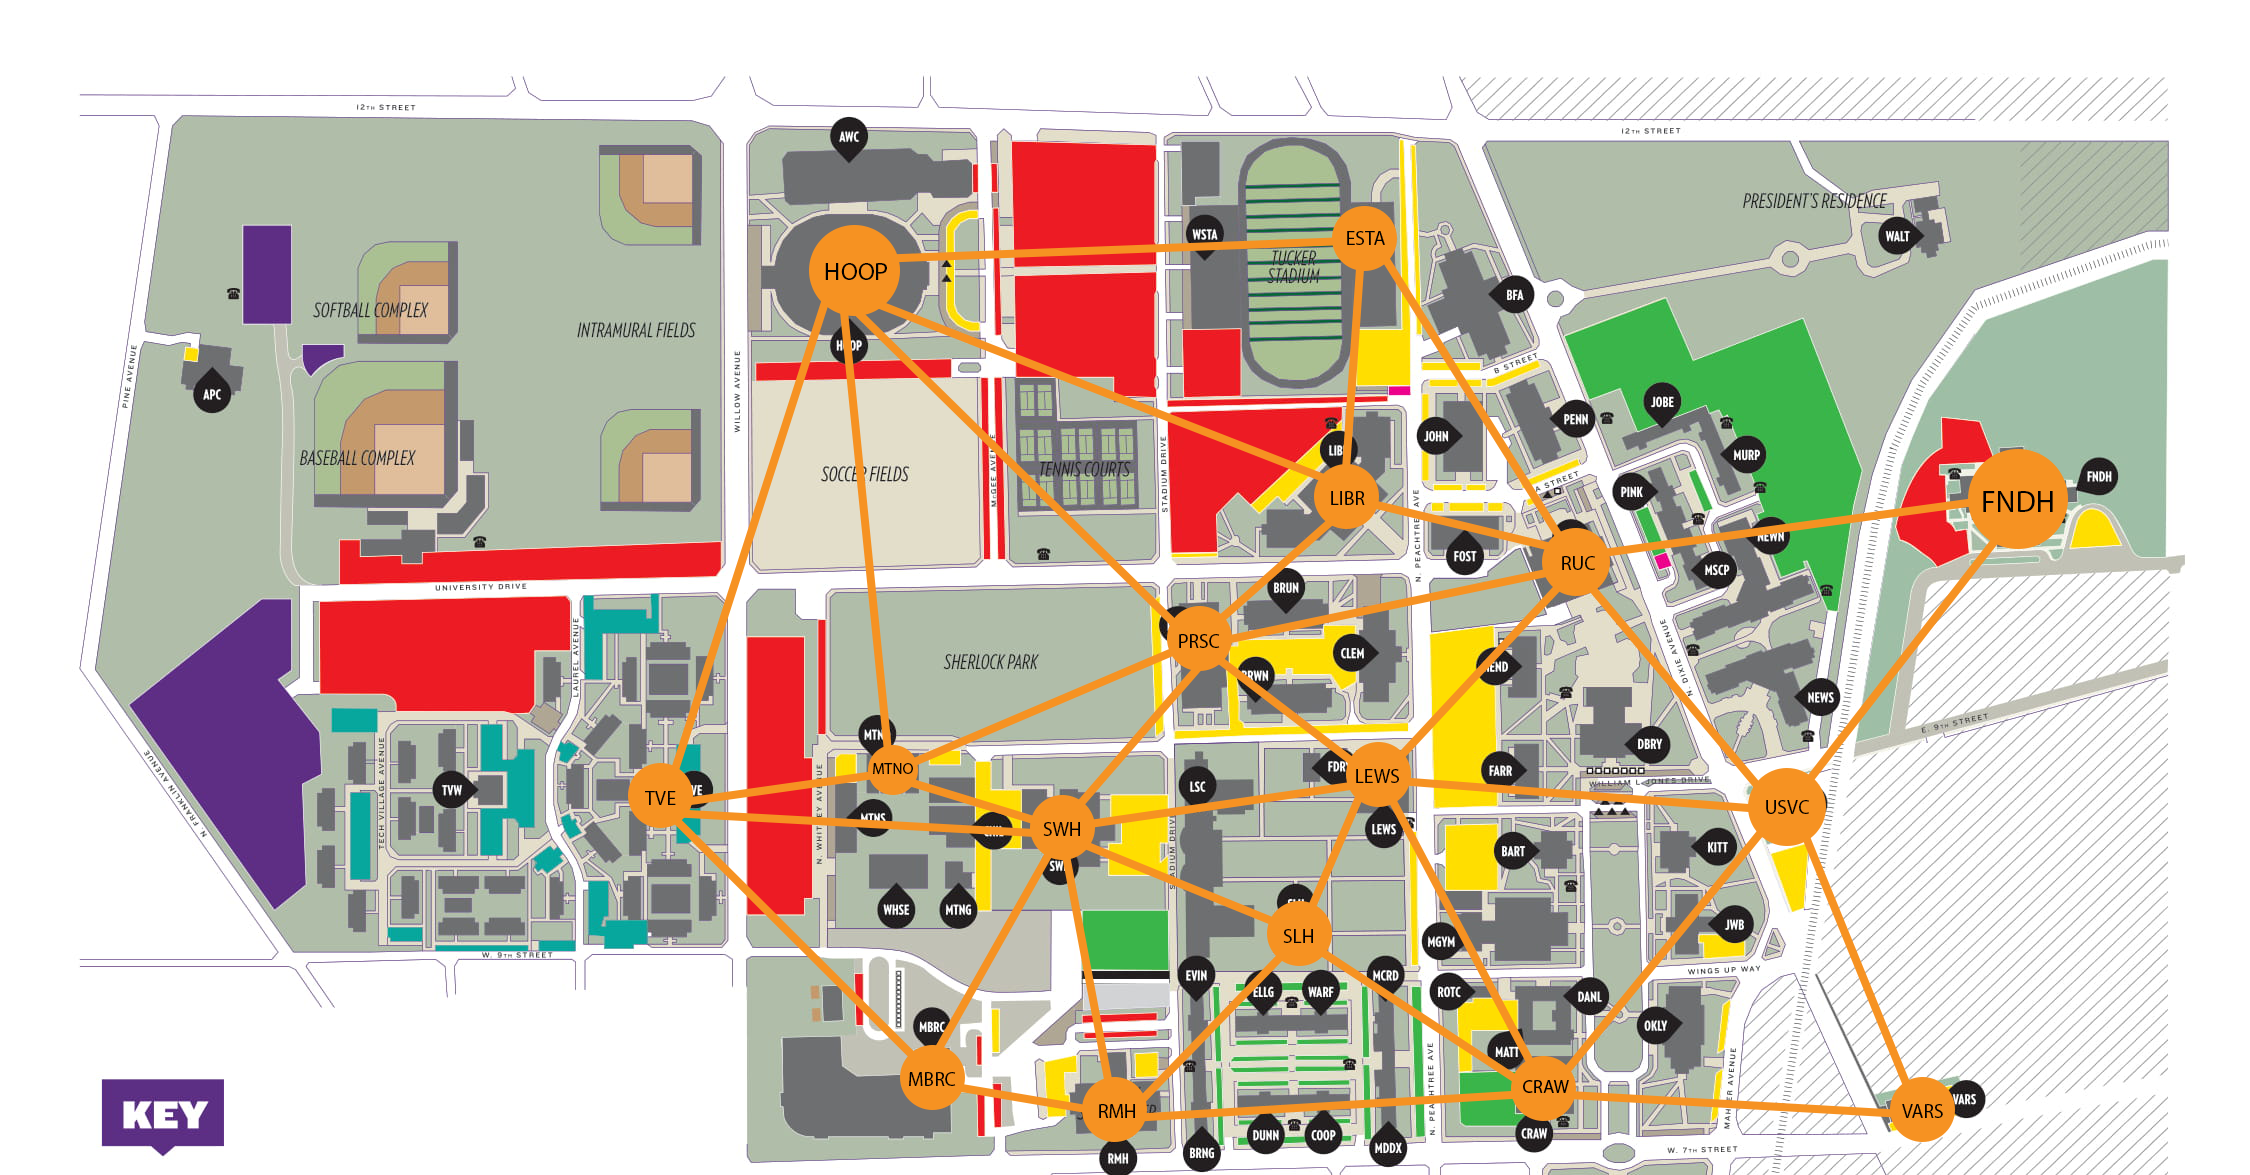 12TH STREET
12TH STREET
AWC
PRESIDENT'S RESIDENCE
WALT
WSTA
ESTA
TUCKER
STADIUM
HOOP
HOOP
BFA
SOFTBALL COMPLEX
INTRAMURAL FIELDS
PINE AVENUE
WILLOW AVENUE
B STREET
APC
JOBE
PENN
JOHN
MURP
BASEBALL COMPLEX
SOCCER FIELDS
MCGEE AVENUE
TENNIS COURTS
STADIUM DRIVE
LIBR
A STREET
PINK
FNDH
FNDH
N. PEACHTREE AVE
FOST
NEWN
RUC
MSCP
UNIVERSITY DRIVE
BRUN
LAUREL AVENUE
PRSC
CLEM
SHERLOCK PARK
BRWN
N. DIXIE AVENUE
NEWS
E. 9TH STREET
MTNO
DBRY
FARR
LEWS
LSC
WILLIAM L. JONES DRIVE
TVW
TVE
N. FRANKLIN AVENUE
TECH VILLAGE AVENUE
N. WHITNEY AVENUE
MTNS
SWH
STADIUM DRIVE
LEWS
USVC
BART
KITT
WHSE
MTNG
SLH
JWB
MGYM
W. 9TH STREET
WINGS UP WAY
EVIN
ELLG
WARF
MCRD
ROTC
DANL
OKLY
MBRC
MBRC
MATT
CRAW
MAHLER AVENUE
N. PEACHTREE AVE
KEY
RMH
VARS
VARS
DUNN
COOP
CRAW
MDDX
BRNG
RMH
W. 7TH STREET